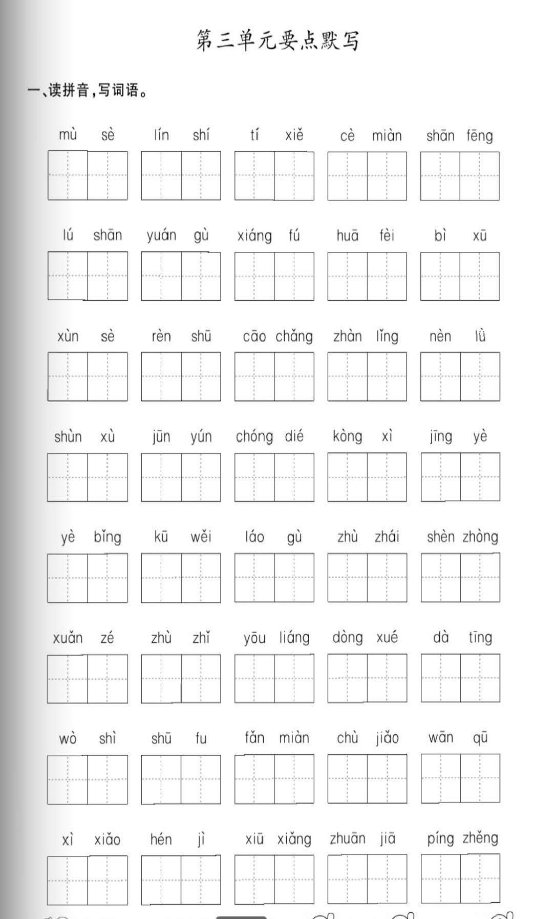 第三单元要点默写
一、读拼音，写词语。
mù sè lín shí tí xiě cè miàn shān fēng
lú shān yuán gù xiáng fú huā fèi bì xū
xùn sè rèn shū cāo chǎng zhàn lǐng nèn lǜ
shùn xù jūn yún chóng dié kòng xì jīng yè
yè bǐng kū wěi láo gù zhù zhái shèn zhòng
xuǎn zé zhù zhǐ yōu liáng dòng xué dà tīng
wò shì shū fu fǎn miàn chù jiǎo wān qū
xì xiǎo hén jì xiū xiǎng zhuān jiā píng zhěng